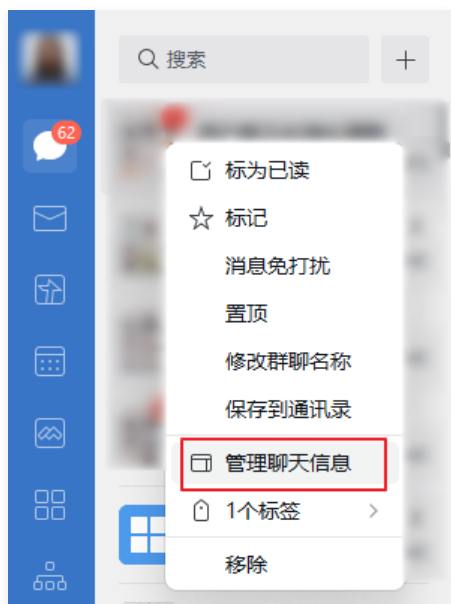 搜索
62
标为已读
标记
消息免打扰
置顶
修改群聊名称
保存到通讯录
管理聊天信息
1个标签
移除